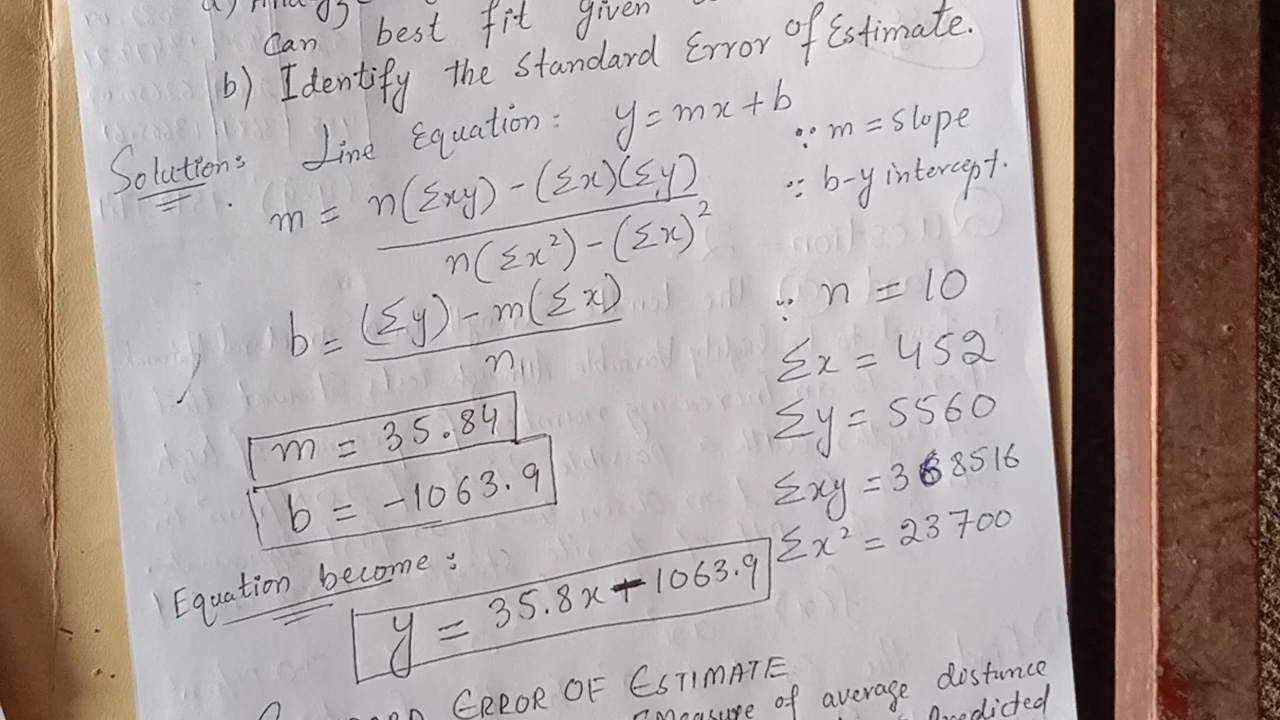 can best fit given
b) Identify the Standard Error of Estimate.
Solution: Line Equation: y = mx + b
∵ m = slope
∵ b-y intercept.
m = n(Σxy) - (Σx)(Σy) / n(Σx²) - (Σx)²
b = (Σy) - m(Σx) / n
∵ n = 10
Σx = 452
Σy = 5560
Σxy = 368516
Σx² = 23700
m = 35.84
b = -1063.9
Equation become:
y = 35.8x - 1063.9
ERROR OF ESTIMATE
measure of average distance
Predicted